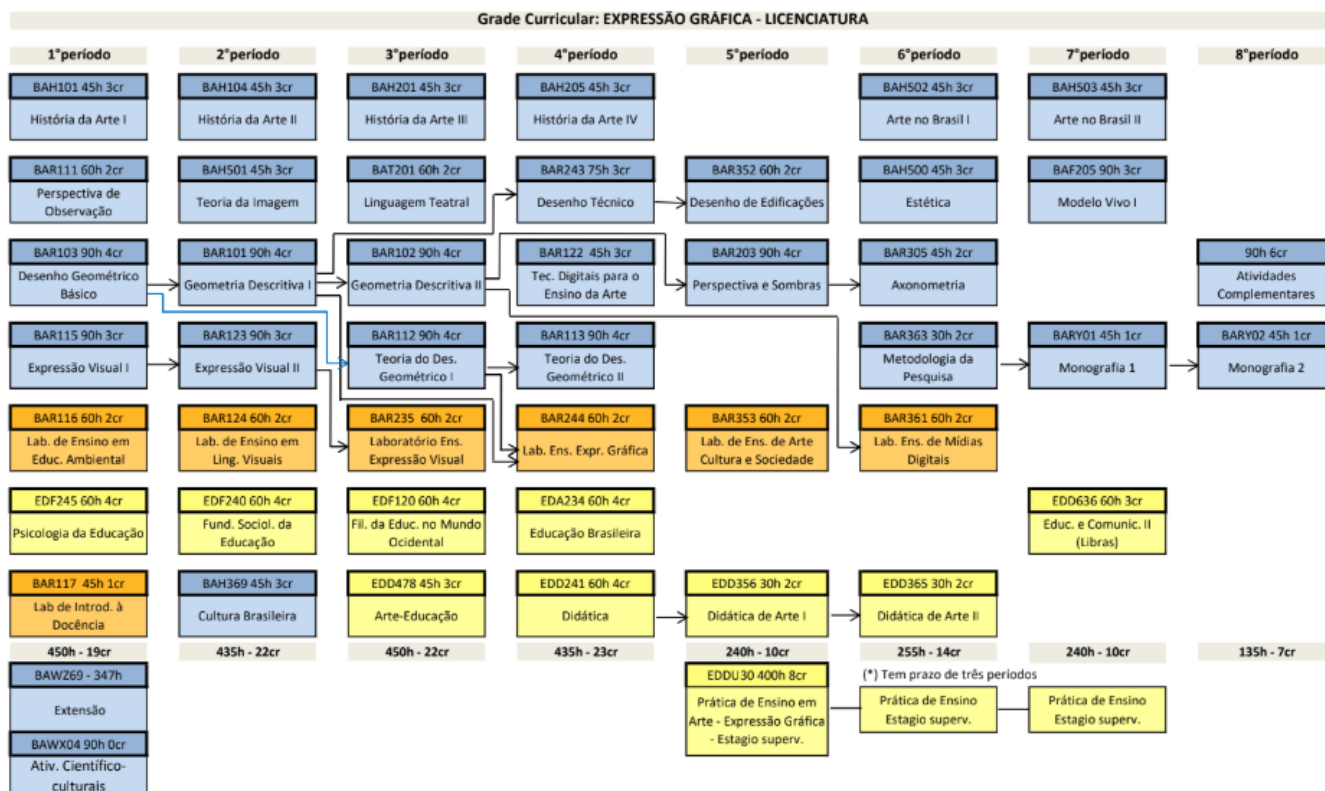 Grade Curricular: EXPRESSÃO GRÁFICA - LICENCIATURA
1°período
2°período
3°período
4°período
5°período
6°período
7°período
8°período
BAH101 45h 3cr
História da Arte I
BAH104 45h 3cr
História da Arte II
BAH201 45h 3cr
História da Arte III
BAH205 45h 3cr
História da Arte IV
BAH502 45h 3cr
Arte no Brasil I
BAH503 45h 3cr
Arte no Brasil II
BAR111 60h 2cr
Perspectiva de
Observação
BAH501 45h 3cr
Teoria da Imagem
BAT201 60h 2cr
Linguagem Teatral
BAR243 75h 3cr
Desenho Técnico
BAR352 60h 2cr
Desenho de Edificações
BAH500 45h 3cr
Estética
BAF205 90h 3cr
Modelo Vivo I
BAR103 90h 4cr
Desenho Geométrico
Básico
BAR101 90h 4cr
Geometria Descritiva I
BAR102 90h 4cr
Geometria Descritiva II
BAR122 45h 3cr
Tec. Digitais para o
Ensino da Arte
BAR203 90h 4cr
Perspectiva e Sombras
BAR305 45h 2cr
Axonometria
90h 6cr
Atividades
Complementares
BAR115 90h 3cr
Expressão Visual I
BAR123 90h 3cr
Expressão Visual II
BAR112 90h 4cr
Teoria do Des.
Geométrico I
BAR113 90h 4cr
Teoria do Des.
Geométrico II
BAR363 30h 2cr
Metodologia da
Pesquisa
BARY01 45h 1cr
Monografia 1
BARY02 45h 1cr
Monografia 2
BAR116 60h 2cr
Lab. de Ensino em
Educ. Ambiental
BAR124 60h 2cr
Lab. de Ensino em
Ling. Visuais
BAR235 60h 2cr
Laboratório Ens.
Expressão Visual
BAR244 60h 2cr
Lab. Ens. Expr. Gráfica
BAR353 60h 2cr
Lab. de Ens. de Arte
Cultura e Sociedade
BAR361 60h 2cr
Lab. Ens. de Mídias
Digitais
EDF245 60h 4cr
Psicologia da Educação
EDF240 60h 4cr
Fund. Sociol. da
Educação
EDF120 60h 4cr
Fil. da Educ. no Mundo
Ocidental
EDA234 60h 4cr
Educação Brasileira
EDD636 60h 3cr
Educ. e Comunic. II
(Libras)
BAR117 45h 1cr
Lab de Introd. à
Docência
BAH369 45h 3cr
Cultura Brasileira
EDD478 45h 3cr
Arte-Educação
EDD241 60h 4cr
Didática
EDD356 30h 2cr
Didática de Arte I
EDD365 30h 2cr
Didática de Arte II
450h - 19cr
435h - 22cr
450h - 22cr
435h - 23cr
240h - 10cr
255h - 14cr
240h - 10cr
135h - 7cr
BAWZ69 - 347h
Extensão
EDDU30 400h 8cr
Prática de Ensino em
Arte - Expressão Gráfica
- Estagio superv.
(*) Tem prazo de três períodos
Prática de Ensino
Estagio superv.
Prática de Ensino
Estagio superv.
BAWX04 90h 0cr
Ativ. Científico-
culturais